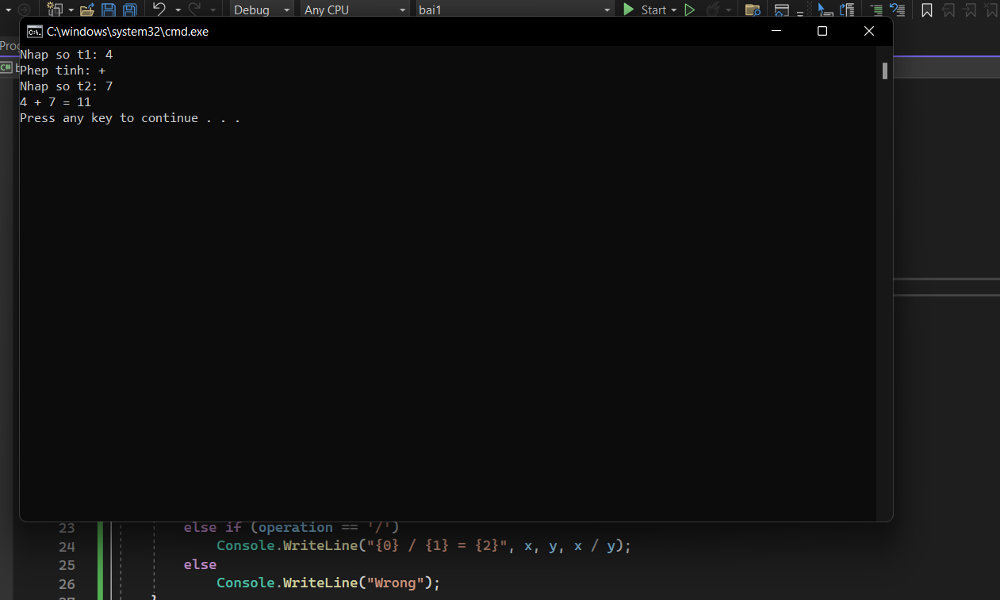 Debug Any CPU bai1 Start
C:\windows\system32\cmd.exe
Nhap so t1: 4
Phep tinh: +
Nhap so t2: 7
4 + 7 = 11
Press any key to continue . . .
23 else if (operation == '/')
24 Console.WriteLine("{0} / {1} = {2}", x, y, x / y);
25 else
26 Console.WriteLine("Wrong");
}